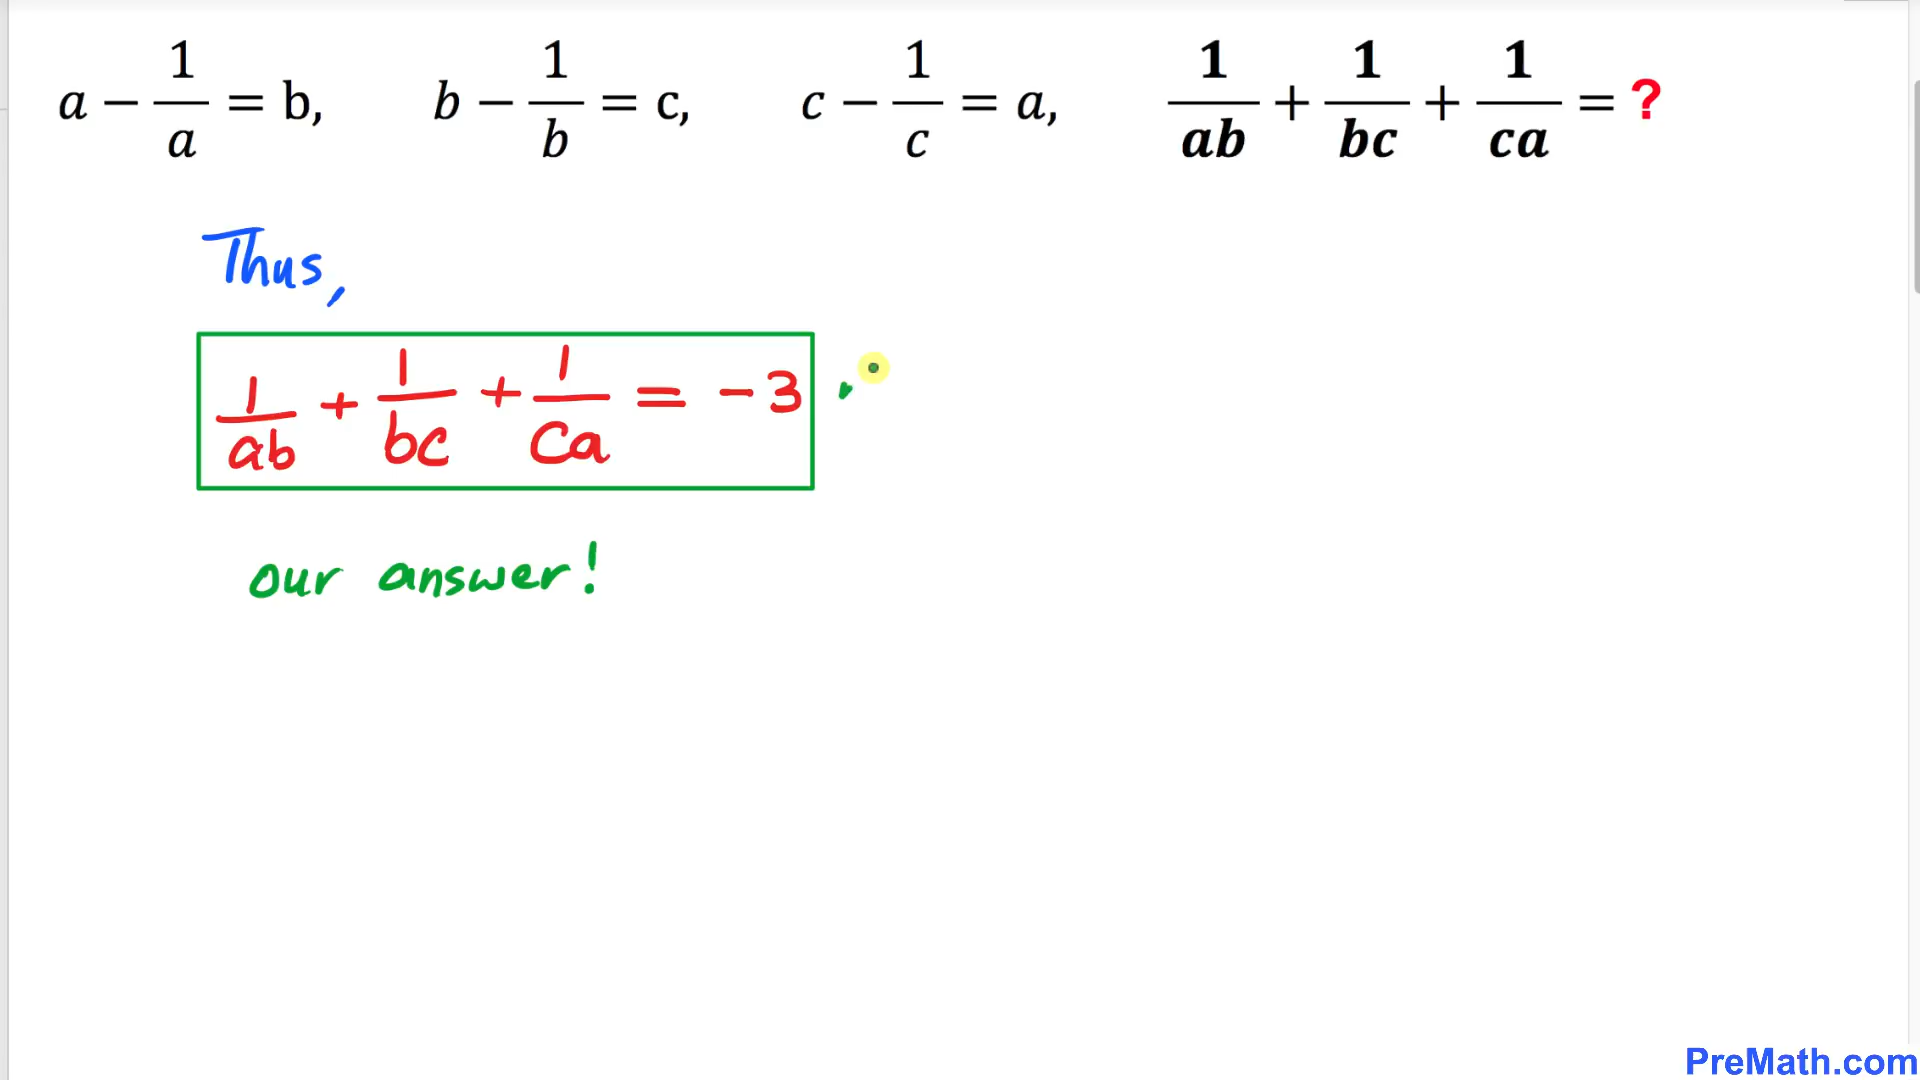 a − 1/a = b, b − 1/b = c, c − 1/c = a, 1/ab + 1/bc + 1/ca = ?
Thus,
1/ab + 1/bc + 1/ca = −3
our answer!
PreMath.com